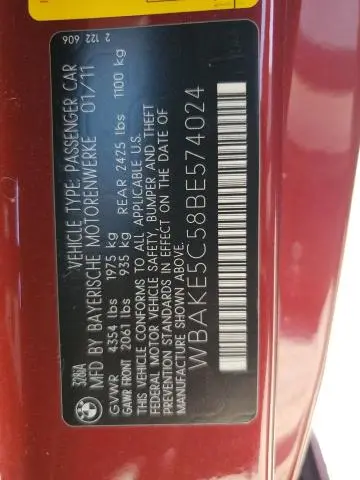 2 122 606
VEHICLE TYPE: PASSENGER CAR
MFD BY BAYERISCHE MOTORENWERKE 01/11
GVWR 4354 lbs 1975 kg
GAWR FRONT 2061 lbs 935 kg REAR 2425 lbs 1100 kg
THIS VEHICLE CONFORMS TO ALL APPLICABLE
FEDERAL MOTOR VEHICLE SAFETY, BUMPER, AND THEFT
PREVENTION STANDARDS IN EFFECT ON THE DATE OF
MANUFACTURE SHOWN ABOVE.
WBAKE5C58BE574024
BMW
328iA